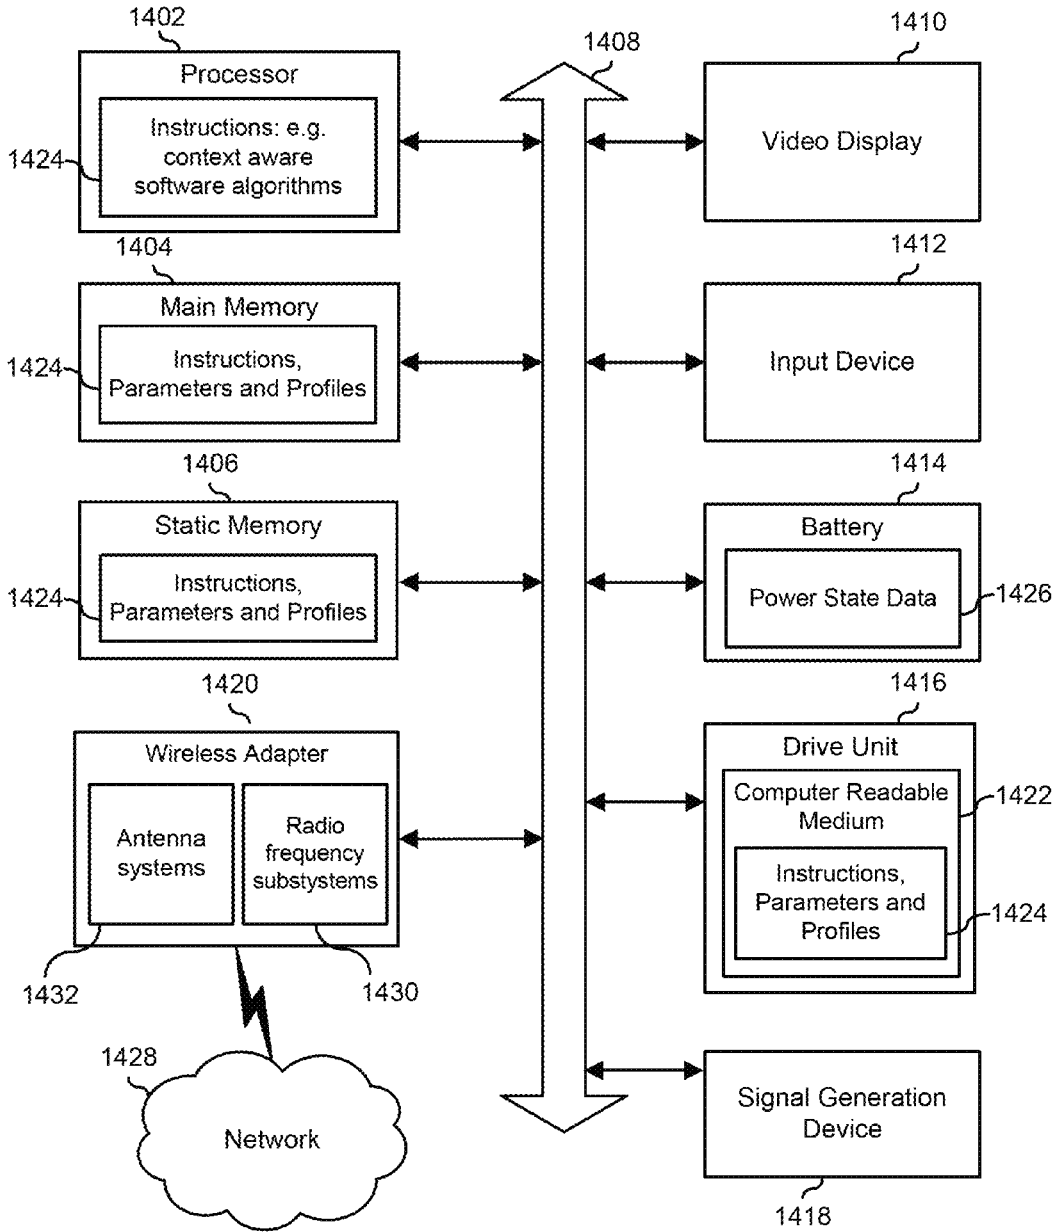 1402
Processor
Instructions: e.g.
context aware
software algorithms
1424
1404
Main Memory
Instructions,
Parameters and Profiles
1424
1406
Static Memory
Instructions,
Parameters and Profiles
1424
1420
Wireless Adapter
Antenna
systems
Radio
frequency
substystems
1432
1430
1428
Network
1408
1410
Video Display
1412
Input Device
1414
Battery
Power State Data
1426
1416
Drive Unit
Computer Readable
Medium
1422
Instructions,
Parameters and
Profiles
1424
Signal Generation
Device
1418